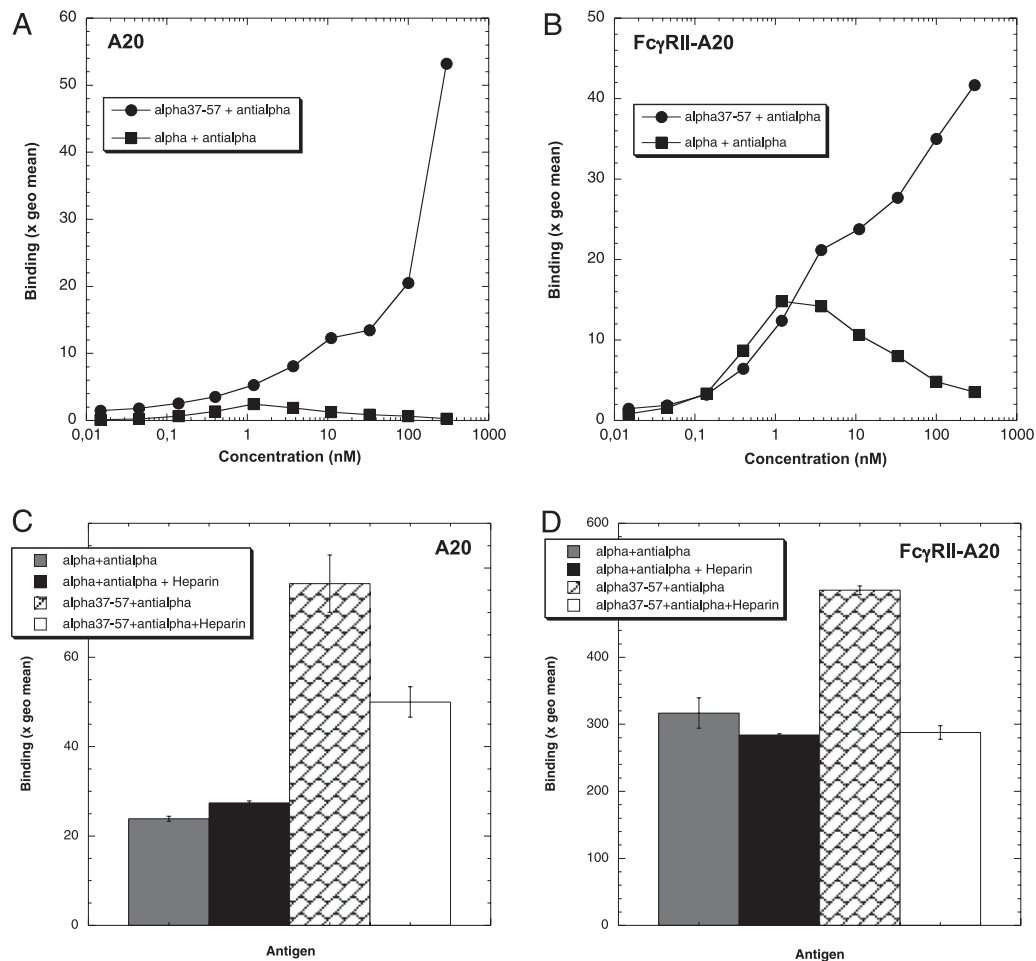 A
A20
60
50
40
30
20
10
0
alpha37-57 + antialpha
alpha + antialpha
Binding (x geo mean)
0,01
0,1
1
10
100
1000
Concentration (nM)
B
FcγRII-A20
50
40
30
20
10
0
alpha37-57 + antialpha
alpha + antialpha
Binding (x geo mean)
0,01
0,1
1
10
100
1000
Concentration (nM)
C
A20
alpha+antialpha
alpha+antialpha + Heparin
alpha37-57+antialpha
alpha37-57+antialpha+Heparin
60
40
20
0
Binding (x geo mean)
Antigen
D
FcγRII-A20
alpha+antialpha
alpha+antialpha + Heparin
alpha37-57+antialpha
alpha37-57+antialpha+Heparin
600
400
300
200
100
0
Binding (x geo mean)
Antigen